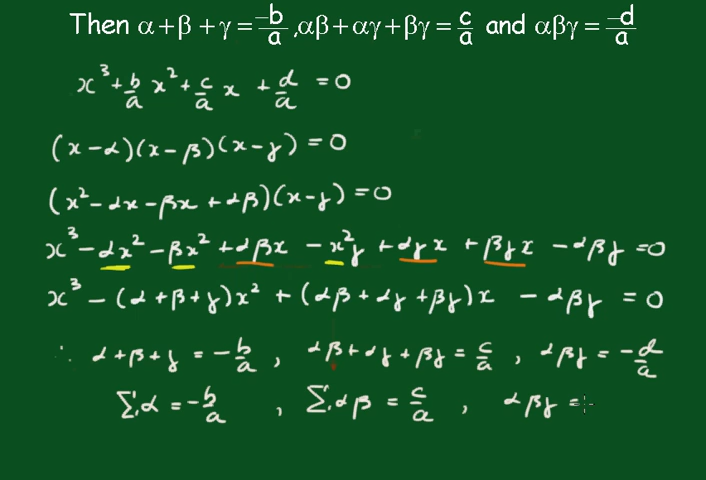 Then α+β+γ = -b/a, αβ+αγ+βγ = c/a and αβγ = -d/a
x³ + b/a x² + c/a x + d/a = 0
(x-α)(x-β)(x-γ) = 0
(x² - αx - βx + αβ)(x-γ) = 0
x³ - αx² - βx² + αβx - x²γ + αγx + βγx - αβγ = 0
x³ - (α+β+γ)x² + (αβ + αγ + βγ)x - αβγ = 0
∴ α+β+γ = -b/a , αβ+αγ+βγ = c/a , αβγ = -d/a
Σα = -b/a , Σαβ = c/a , αβγ =